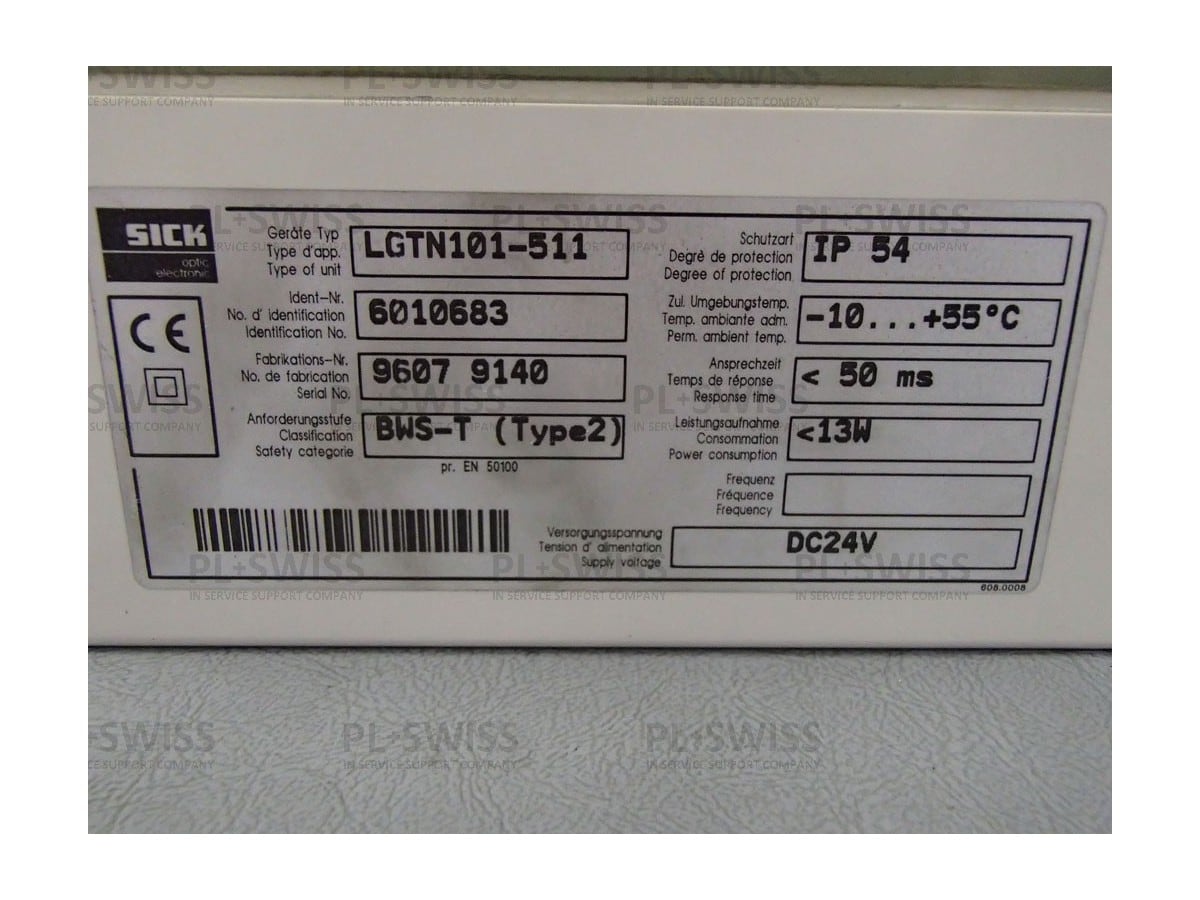 SICK
optic
electronic
Geräte Typ
Type d'app.
Type of unit
LGTN101-511
Ident-Nr.
No. d' identification
Identification No.
6010683
Fabrikations-Nr.
No. de fabrication
Serial No.
9607 9140
Anforderungsstufe
Classification
Safety categorie
BWS-T (Type2)
pr. EN 50100
Schutzart
Degrè de protection
Degree of protection
IP 54
Zul. Umgebungstemp.
Temp. ambiante adm.
Perm. ambient temp.
-10...+55°C
Ansprechzeit
Temps de réponse
Response time
< 50 ms
Leistungsaufnahme
Consommation
Power consumption
<13W
Frequenz
Fréquence
Frequency
Versorgungsspannung
Tension d' alimentation
Supply voltage
DC24V
608.0008
CE
PL+SWISS
IN SERVICE SUPPORT COMPANY